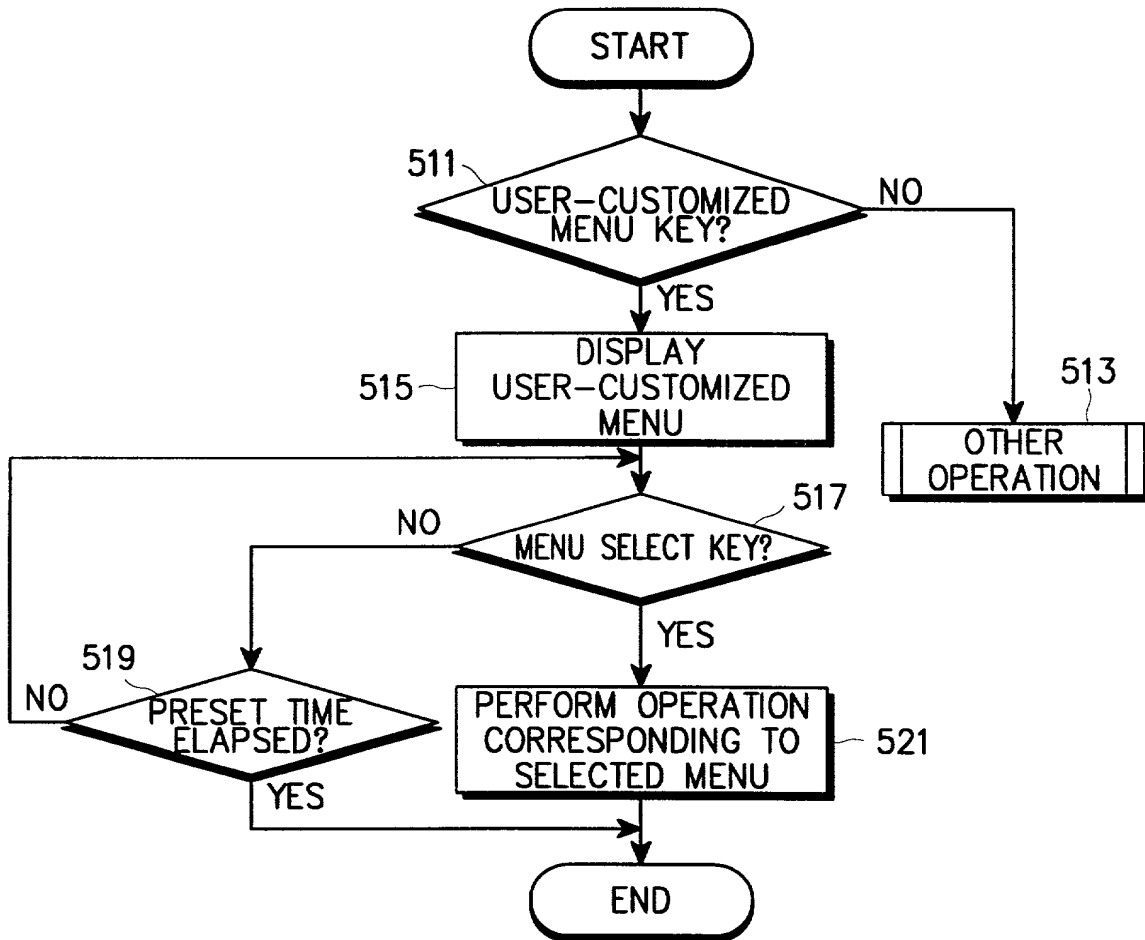 START
511
USER-CUSTOMIZED
MENU KEY?
NO
YES
515
DISPLAY
USER-CUSTOMIZED
MENU
513
OTHER
OPERATION
517
NO
MENU SELECT KEY?
YES
519
NO
PRESET TIME
ELAPSED?
YES
PERFORM OPERATION
CORRESPONDING TO
SELECTED MENU
521
END